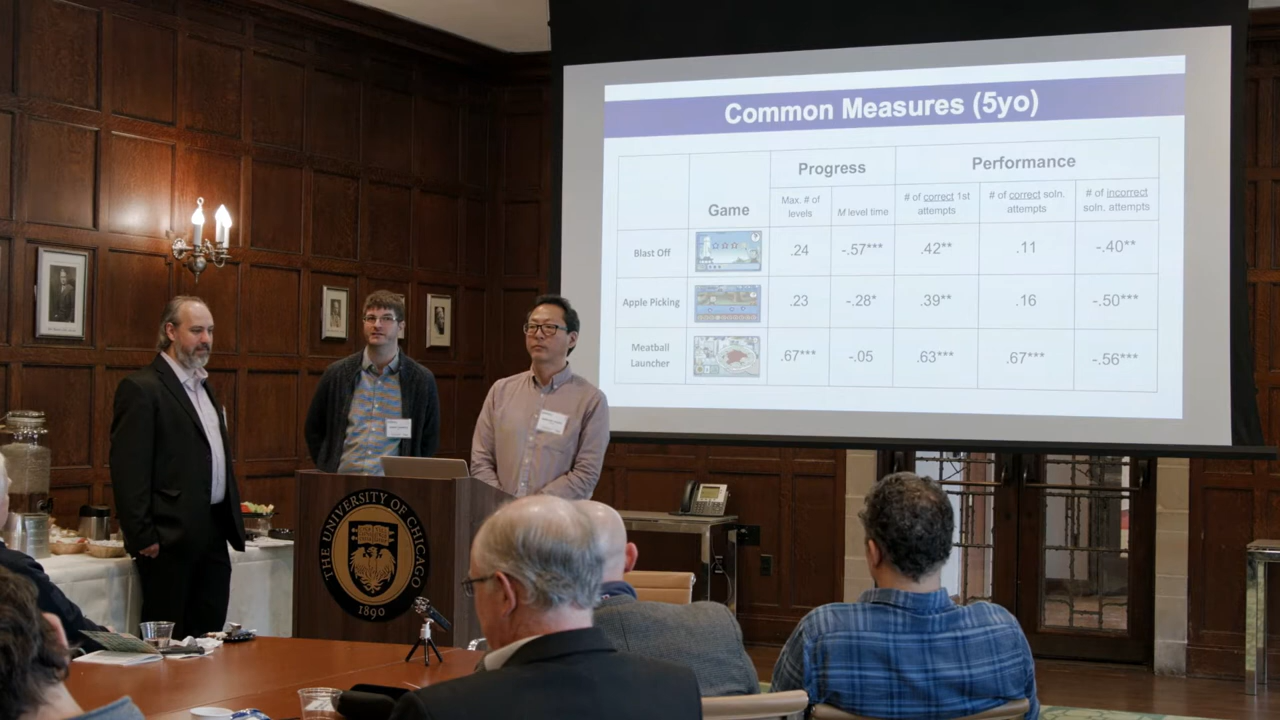 Common Measures (5yo)
Game Progress Performance
Max. # of levels M level time # of correct 1st attempts # of correct soln. attempts # of incorrect soln. attempts
Blast Off .24 -.57*** .42** .11 -.40**
Apple Picking .23 -.28* .39** .16 -.50***
Meatball Launcher .67*** -.05 .63*** .67*** -.56***
THE UNIVERSITY OF CHICAGO
1890